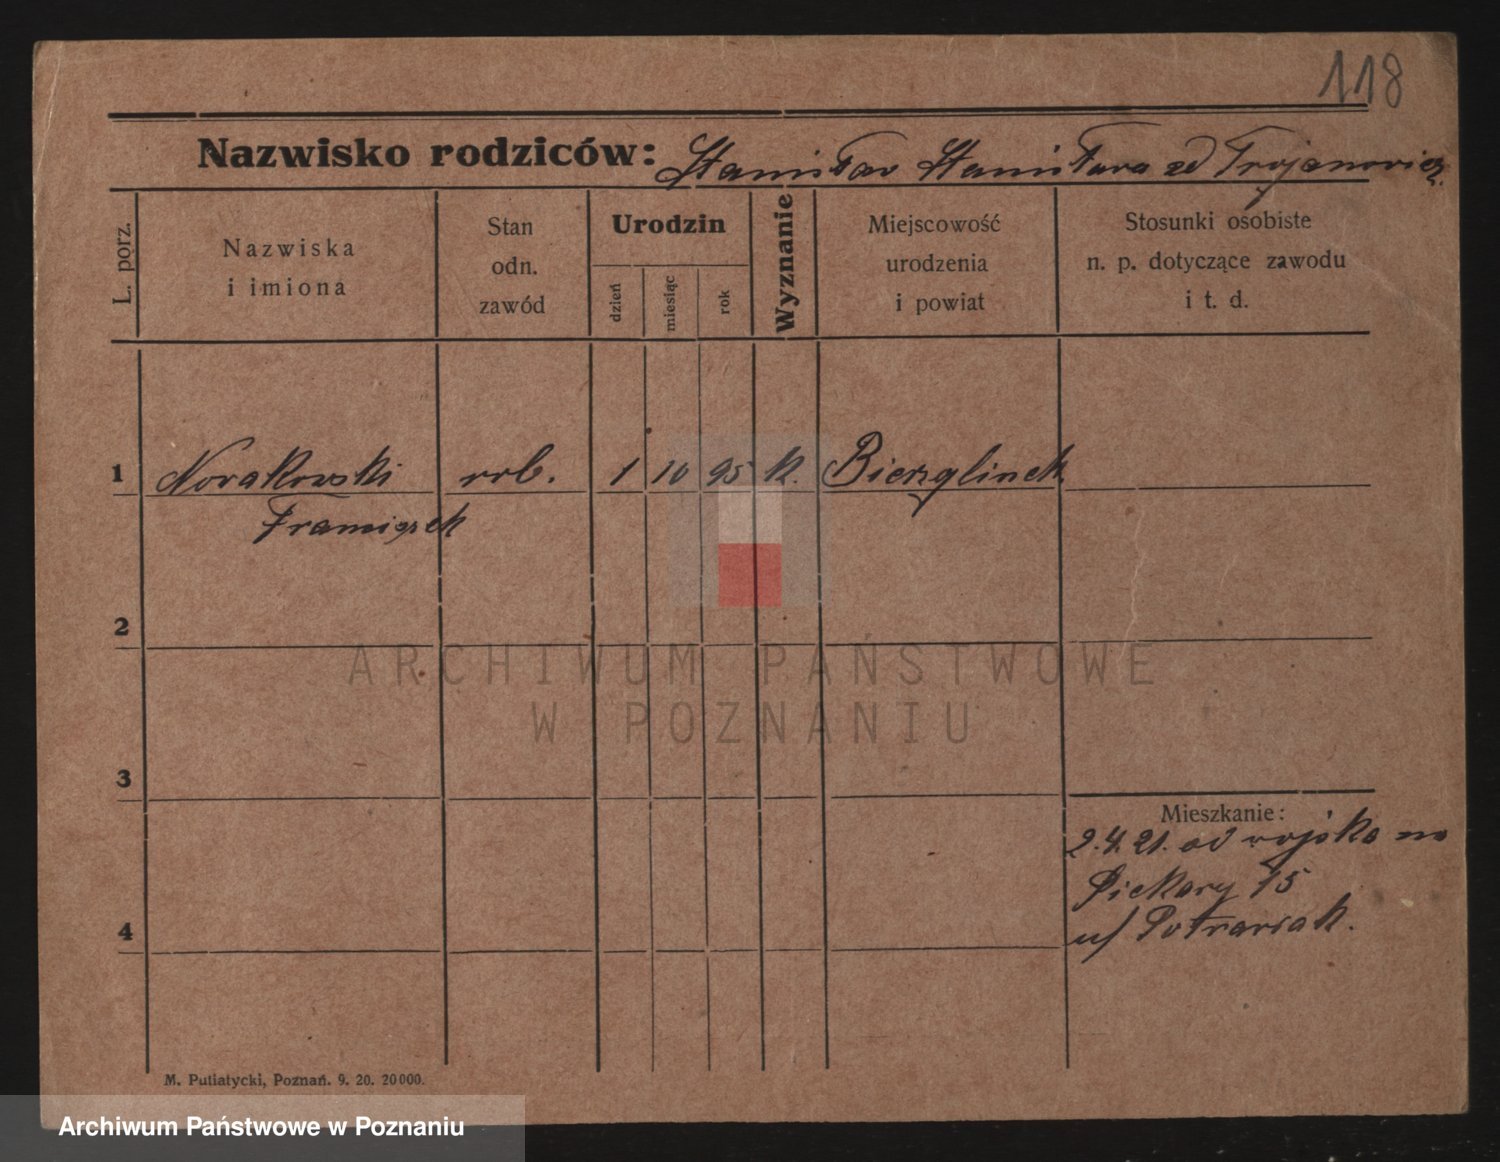 118
Nazwisko rodziców: Stanisław Stanisława zd Trojanowicz
L. porz.
Nazwiska
i imiona
Stan
odn.
zawód
Urodzin
dzień
miesiąc
rok
Wyznanie
Miejscowość
urodzenia
i powiat
Stosunki osobiste
n. p. dotyczące zawodu
i t. d.
1 Nowakowski rob. 1 10 95 k. Bierzglinek
Franciszek
2
3
4
Mieszkanie:
2.4.21. od wojska na
Piekary 15
u/
M. Putiatycki, Poznań. 9. 20. 20000.
ARCHIWUM PAŃSTWOWE
W POZNANIU
Archiwum Państwowe w Poznaniu